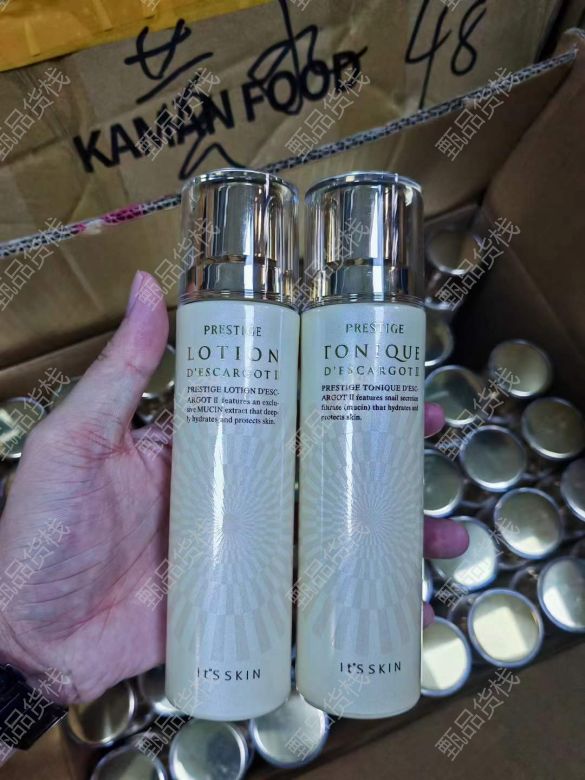 兰 水 48
KAMAN FOOD
PRESTIGE
LOTION
D'ESCARGOT II
PRESTIGE LOTION D'ESC-
ARGOT II features an exclu-
sive MUCIN extract that deep-
ly hydrates and protects skin.
It'S SKIN
PRESTIGE
TONIQUE
D'ESCARGOT II
PRESTIGE TONIQUE D'ESC-
ARGOT II features snail secretion
filtrate (mucin) that hydrates and
protects skin.
It'S SKIN
甄品货栈